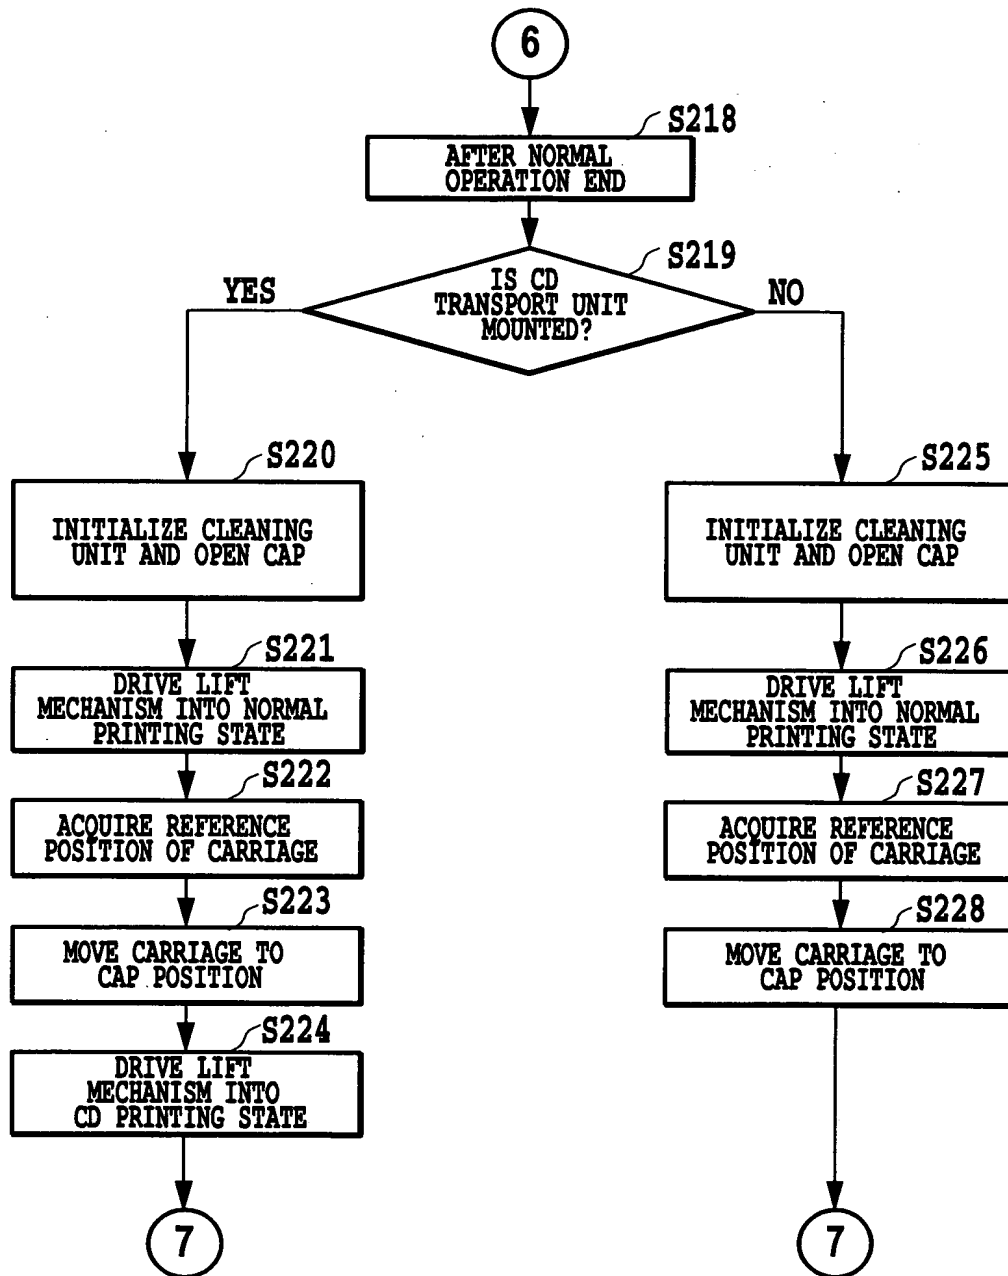 6
S218
AFTER NORMAL
OPERATION END
S219
IS CD
TRANSPORT UNIT
MOUNTED?
YES
NO
S220
INITIALIZE CLEANING
UNIT AND OPEN CAP
S221
DRIVE LIFT
MECHANISM INTO NORMAL
PRINTING STATE
S222
ACQUIRE REFERENCE
POSITION OF CARRIAGE
S223
MOVE CARRIAGE TO
CAP POSITION
S224
DRIVE LIFT
MECHANISM INTO
CD PRINTING STATE
7
S225
INITIALIZE CLEANING
UNIT AND OPEN CAP
S226
DRIVE LIFT
MECHANISM INTO NORMAL
PRINTING STATE
S227
ACQUIRE REFERENCE
POSITION OF CARRIAGE
S228
MOVE CARRIAGE TO
CAP POSITION
7